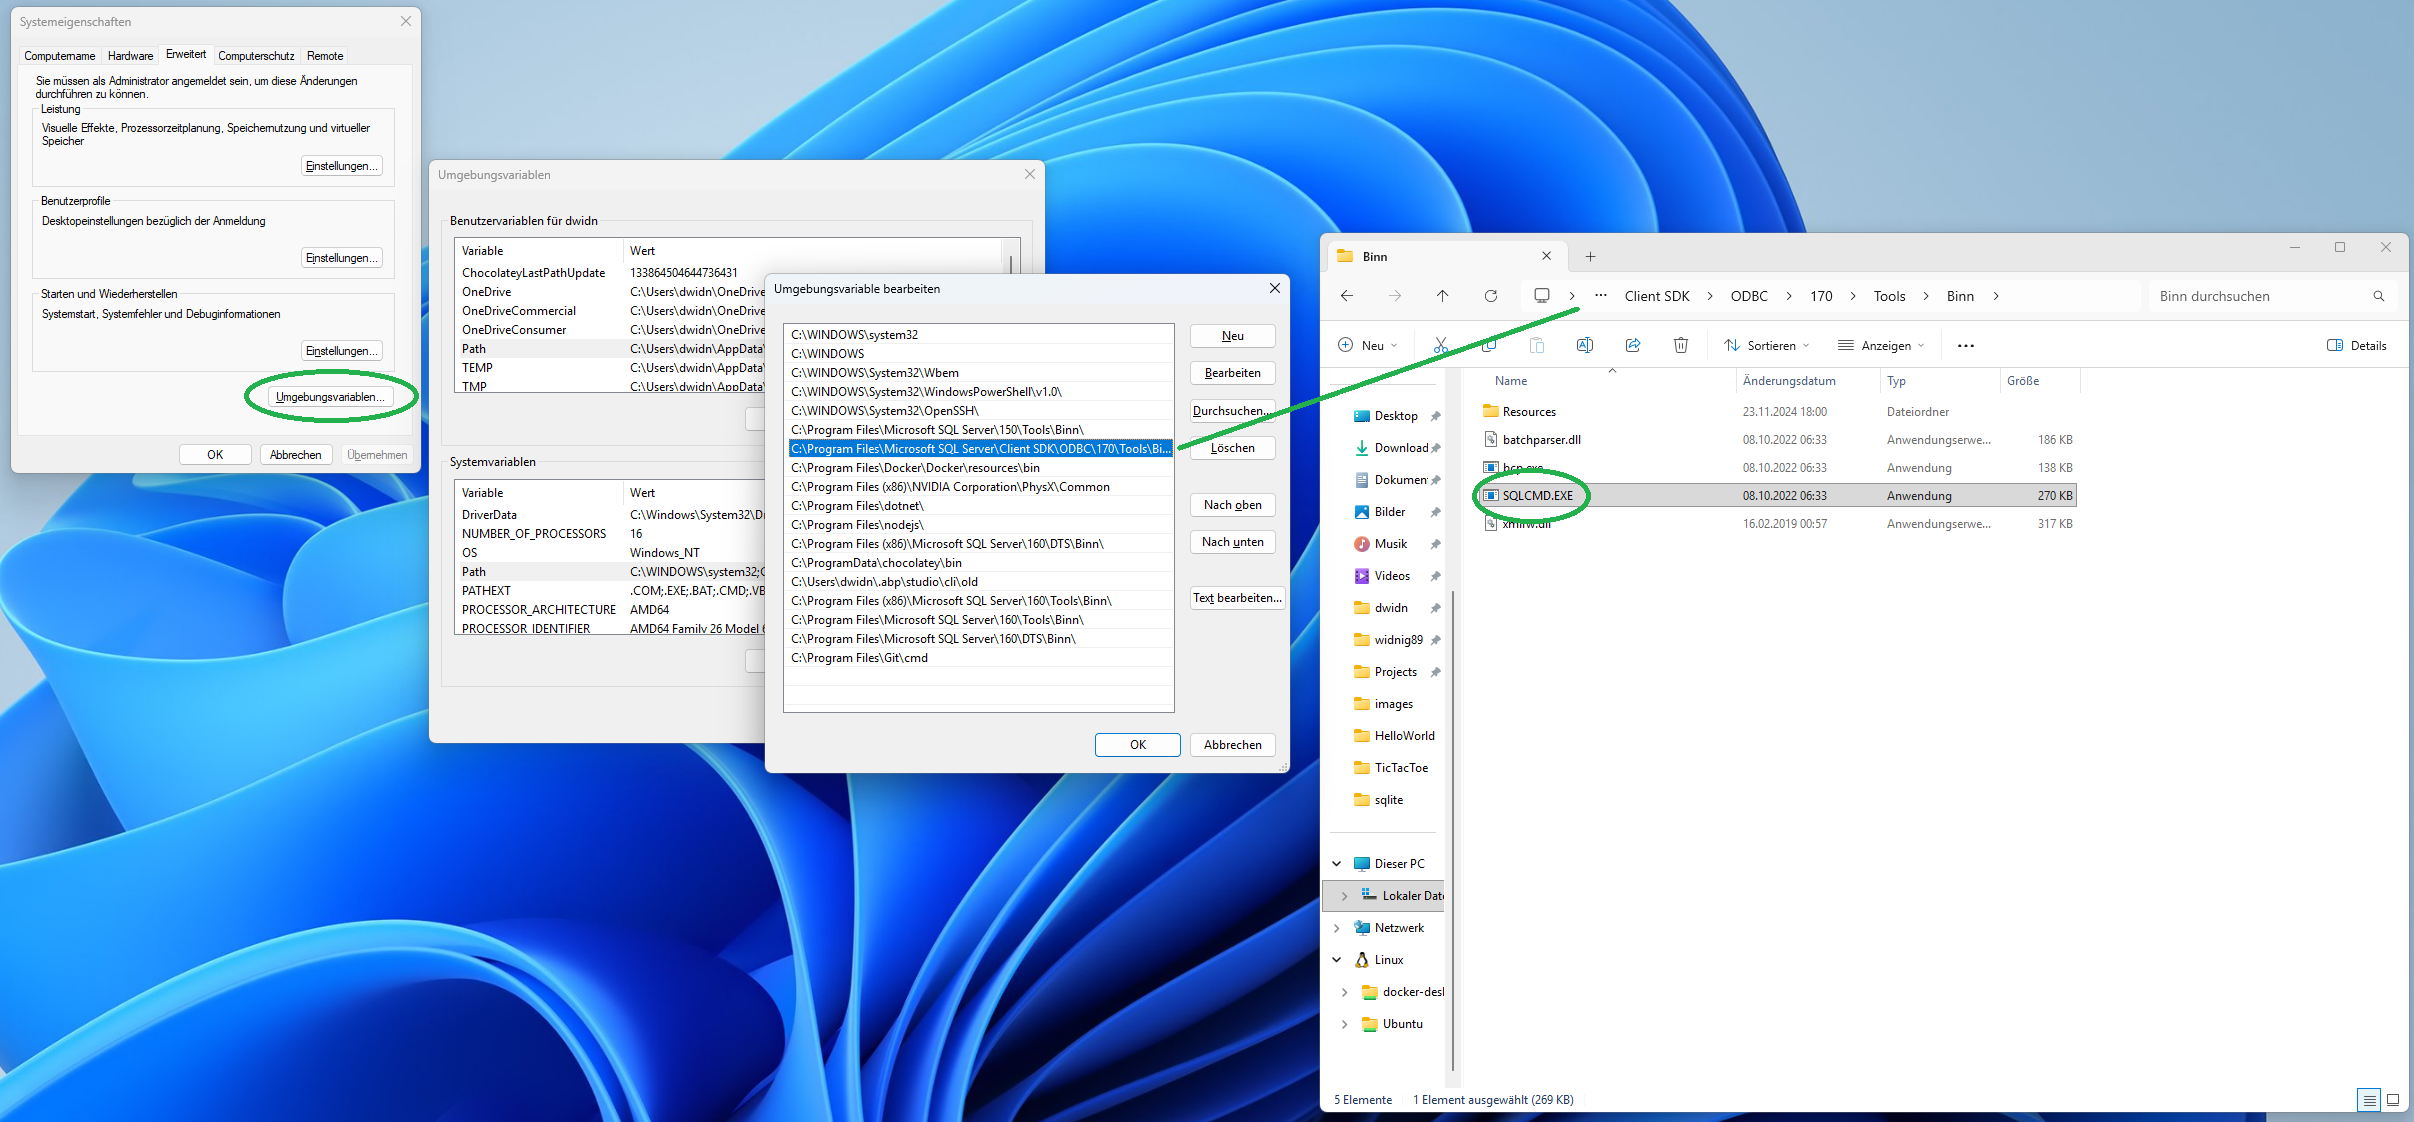 Systemeigenschaften
Computername
Hardware
Erweitert
Computerschutz
Remote
Sie müssen als Administrator angemeldet sein, um diese Änderungen
durchführen zu können.
Leistung
Visuelle Effekte, Prozessorzeitplanung, Speichernutzung und virtueller
Speicher
Einstellungen...
Benutzerprofile
Desktopeinstellungen bezüglich der Anmeldung
Einstellungen...
Starten und Wiederherstellen
Systemstart, Systemfehler und Debuginformationen
Einstellungen...
Umgebungsvariablen...
OK
Abbrechen
Übernehmen
Umgebungsvariablen
Benutzervariablen für dwidn
Variable Wert
ChocolateyLastPathUpdate 133864504644736431
OneDrive C:\Users\dwidn\OneDrive
OneDriveCommercial C:\Users\dwidn\OneDrive
OneDriveConsumer C:\Users\dwidn\OneDrive
Path C:\Users\dwidn\AppData\
TEMP C:\Users\dwidn\AppData\
TMP C:\Users\dwidn\AppData\
Systemvariablen
Variable Wert
DriverData C:\Windows\System32\Dr
NUMBER_OF_PROCESSORS 16
OS Windows_NT
Path C:\WINDOWS\system32;C
PATHEXT .COM;.EXE;.BAT;.CMD;.VB
PROCESSOR_ARCHITECTURE AMD64
PROCESSOR_IDENTIFIER AMD64 Family 26 Model 6
Umgebungsvariable bearbeiten
C:\WINDOWS\system32
C:\WINDOWS
C:\WINDOWS\System32\Wbem
C:\WINDOWS\System32\WindowsPowerShell\v1.0\
C:\WINDOWS\System32\OpenSSH\
C:\Program Files\Microsoft SQL Server\150\Tools\Binn\
C:\Program Files\Microsoft SQL Server\Client SDK\ODBC\170\Tools\Bi...
C:\Program Files\Docker\Docker\resources\bin
C:\Program Files (x86)\NVIDIA Corporation\PhysX\Common
C:\Program Files\dotnet\
C:\Program Files\nodejs\
C:\Program Files (x86)\Microsoft SQL Server\160\DTS\Binn\
C:\ProgramData\chocolatey\bin
C:\Users\dwidn\.abp\studio\cli\old
C:\Program Files (x86)\Microsoft SQL Server\160\Tools\Binn\
C:\Program Files\Microsoft SQL Server\160\Tools\Binn\
C:\Program Files\Microsoft SQL Server\160\DTS\Binn\
C:\Program Files\Git\cmd
Neu
Bearbeiten
Durchsuchen...
Löschen
Nach oben
Nach unten
Text bearbeiten...
OK
Abbrechen
Binn
... Client SDK > ODBC > 170 > Tools > Binn >
Binn durchsuchen
Neu
Sortieren
Anzeigen
Details
Name Änderungsdatum Typ Größe
Resources 23.11.2024 18:00 Dateiordner
batchparser.dll 08.10.2022 06:33 Anwendungserwe... 186 KB
bcp.exe 08.10.2022 06:33 Anwendung 138 KB
SQLCMD.EXE 08.10.2022 06:33 Anwendung 270 KB
xmlrw.dll 16.02.2019 00:57 Anwendungserwe... 317 KB
Desktop
Download
Dokumen
Bilder
Musik
Videos
dwidn
widnig89
Projects
images
HelloWorld
TicTacToe
sqlite
Dieser PC
Lokaler Date
Netzwerk
Linux
docker-desl
Ubuntu
5 Elemente
1 Element ausgewählt (269 KB)